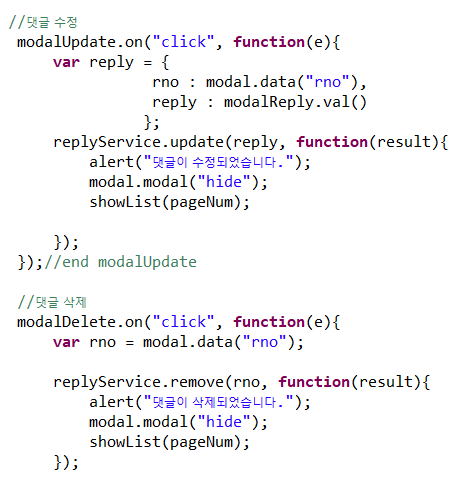 //댓글 수정
modalUpdate.on("click", function(e){
var reply = {
rno : modal.data("rno"),
reply : modalReply.val()
};
replyService.update(reply, function(result){
alert("댓글이 수정되었습니다.");
modal.modal("hide");
showList(pageNum);
});
});//end modalUpdate
//댓글 삭제
modalDelete.on("click", function(e){
var rno = modal.data("rno");
replyService.remove(rno, function(result){
alert("댓글이 삭제되었습니다.");
modal.modal("hide");
showList(pageNum);
});